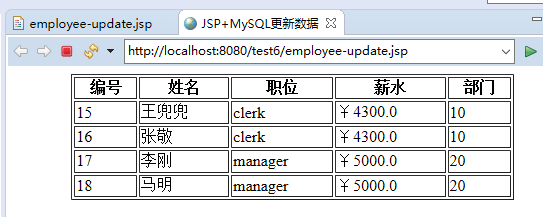 employee-update.jsp JSP+MySQL更新数据
http://localhost:8080/test6/employee-update.jsp
编号 姓名 职位 薪水 部门
15 王兜兜 clerk ￥4300.0 10
16 张敬 clerk ￥4300.0 10
17 李刚 manager ￥5000.0 20
18 马明 manager ￥5000.0 20